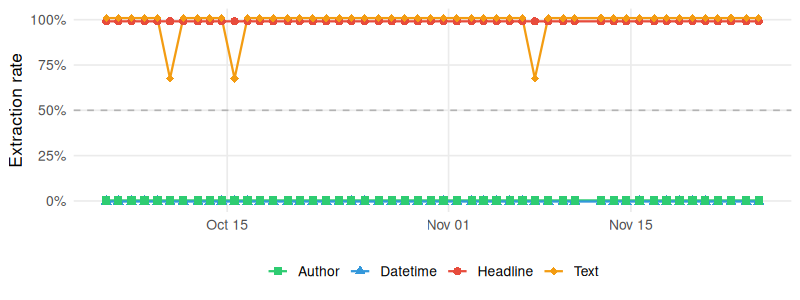 Extraction rate
100%
75%
50%
25%
0%
Oct 15 Nov 01 Nov 15
Author Datetime Headline Text